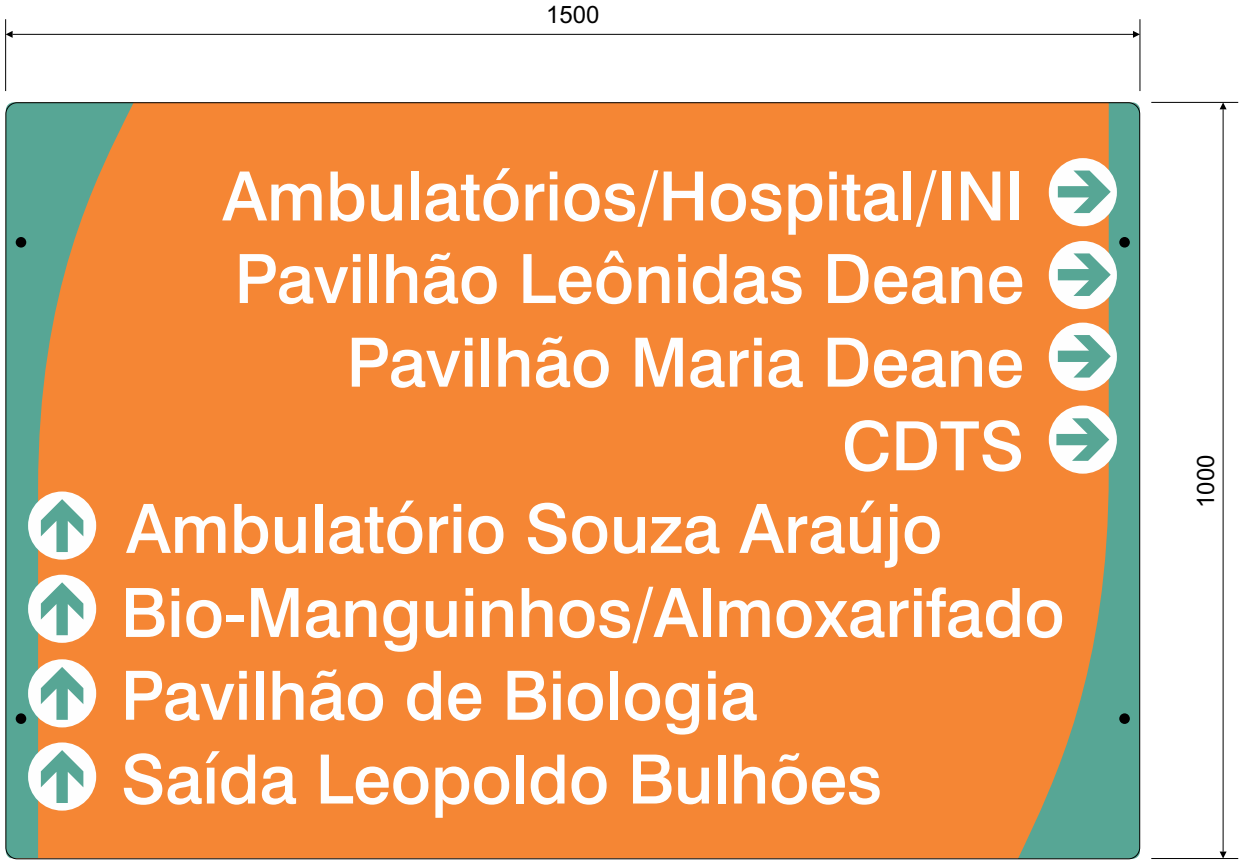 1500
Ambulatórios/Hospital/INI
Pavilhão Leônidas Deane
Pavilhão Maria Deane
CDTS
1000
Ambulatório Souza Araújo
Bio-Manguinhos/Almoxarifado
Pavilhão de Biologia
Saída Leopoldo Bulhões